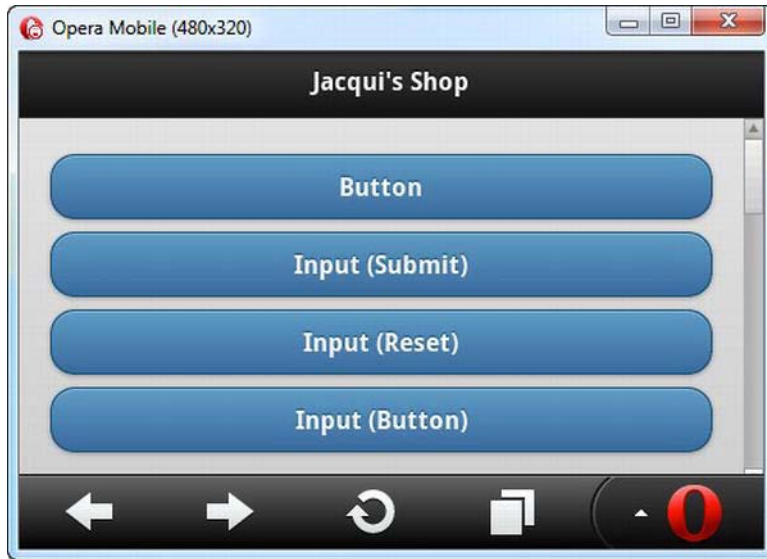 Opera Mobile (480x320)
Jacqui's Shop
Button
Input (Submit)
Input (Reset)
Input (Button)